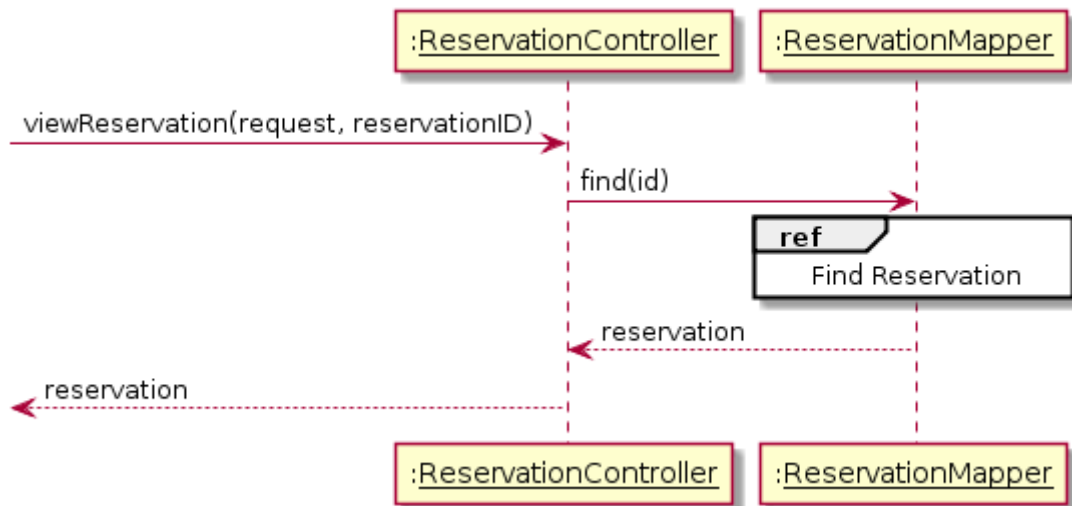 :ReservationController
:ReservationMapper
viewReservation(request, reservationID)
find(id)
ref
Find Reservation
reservation
reservation
:ReservationController
:ReservationMapper